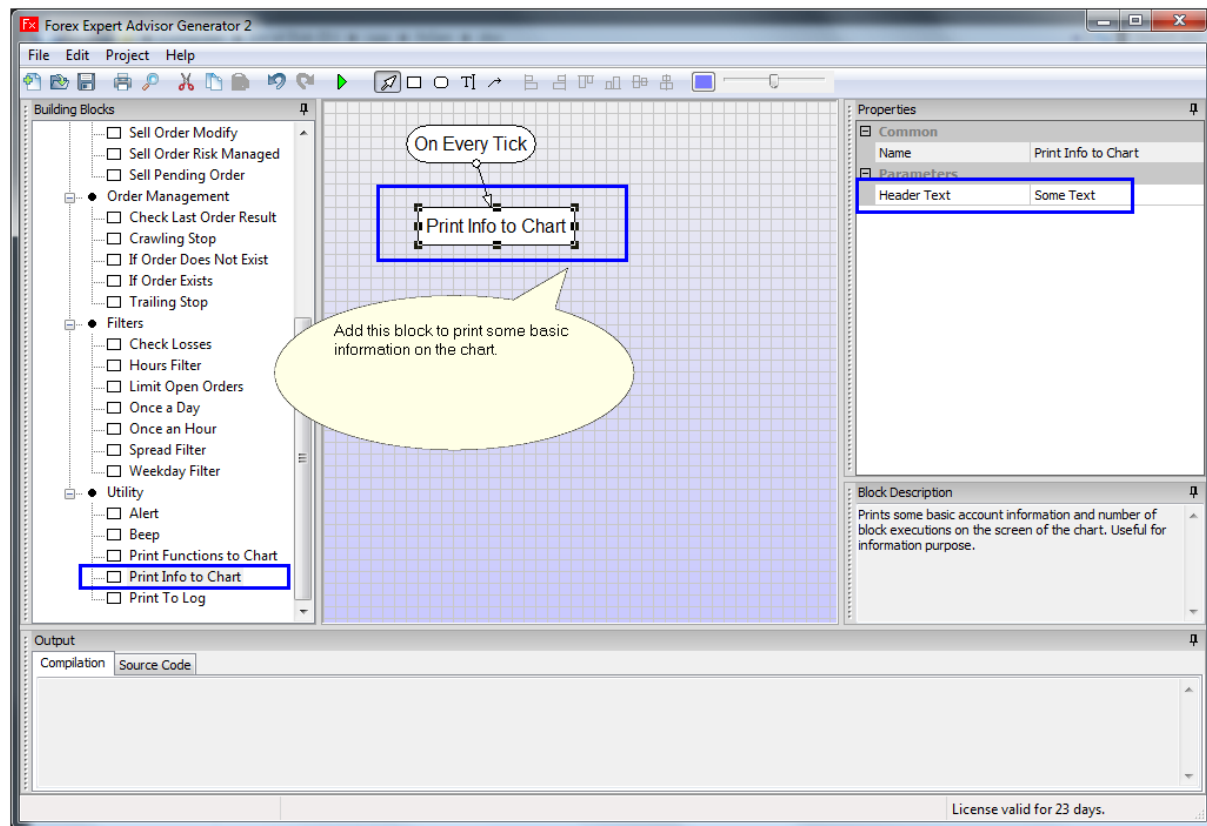 Fx Forex Expert Advisor Generator 2
File Edit Project Help
Building Blocks
Sell Order Modify
Sell Order Risk Managed
Sell Pending Order
Order Management
Check Last Order Result
Crawling Stop
If Order Does Not Exist
If Order Exists
Trailing Stop
Filters
Check Losses
Hours Filter
Limit Open Orders
Once a Day
Once an Hour
Spread Filter
Weekday Filter
Utility
Alert
Beep
Print Functions to Chart
Print Info to Chart
Print To Log
On Every Tick
Print Info to Chart
Add this block to print some basic
information on the chart.
Properties
Common
Name Print Info to Chart
Parameters
Header Text Some Text
Block Description
Prints some basic account information and number of
block executions on the screen of the chart. Useful for
information purpose.
Output
Compilation Source Code
License valid for 23 days.